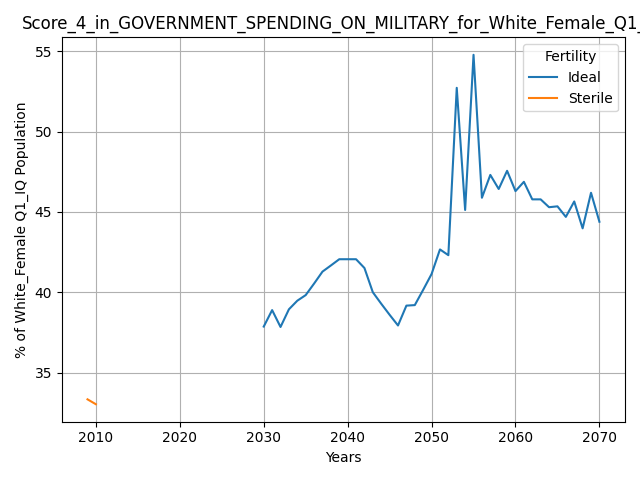 Score_4_in_GOVERNMENT_SPENDING_ON_MILITARY_for_White_Female_Q1_
Fertility
Ideal
Sterile
% of White_Female Q1_IQ Population
55
50
45
40
35
2010 2020 2030 2040 2050 2060 2070
Years